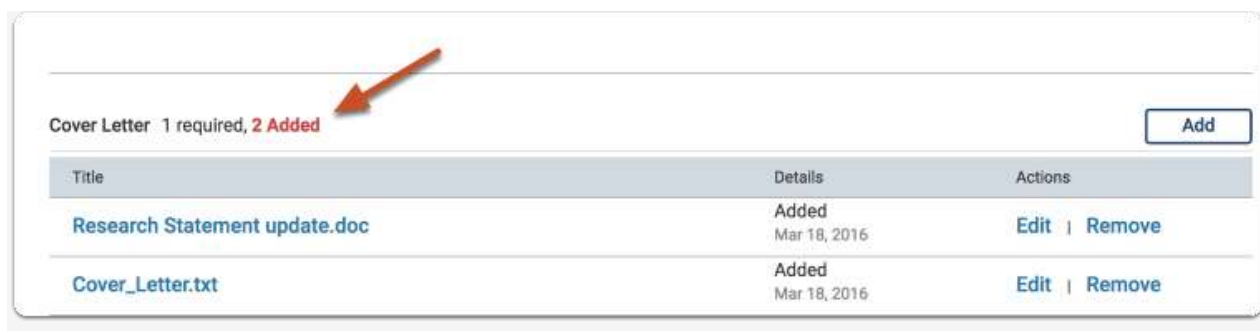 Cover Letter 1 required, 2 Added Add
Title Details Actions
Research Statement update.doc Added Mar 18, 2016 Edit | Remove
Cover_Letter.txt Added Mar 18, 2016 Edit | Remove